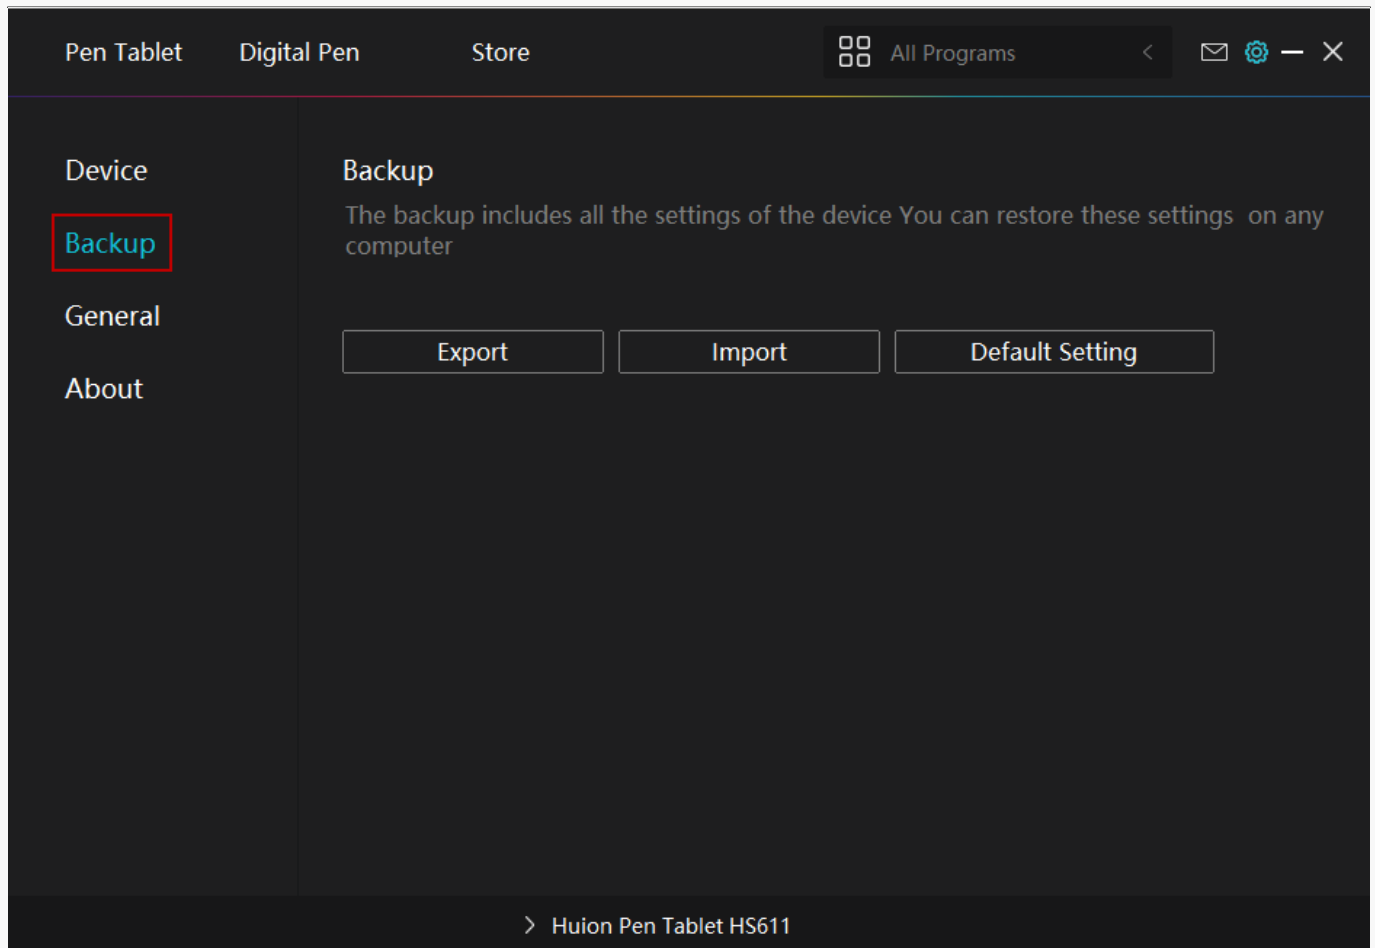 Pen Tablet Digital Pen Store All Programs
Device
Backup
General
About
Backup
The backup includes all the settings of the device You can restore these settings  on any
computer
Export Import Default Setting
Huion Pen Tablet HS611